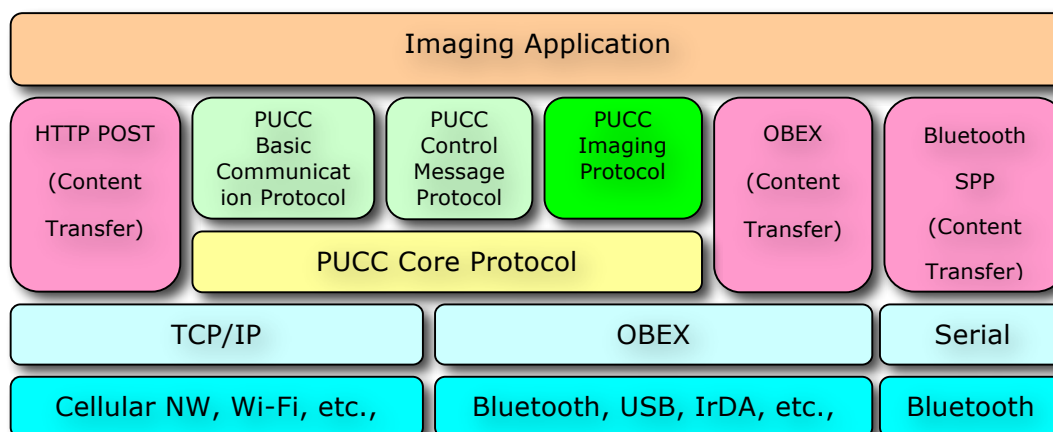 Imaging Application
HTTP POST
(Content
Transfer)
PUCC
Basic
Communicat
ion Protocol
PUCC
Control
Message
Protocol
PUCC
Imaging
Protocol
OBEX
(Content
Transfer)
Bluetooth
SPP
(Content
Transfer)
PUCC Core Protocol
TCP/IP
OBEX
Serial
Cellular NW, Wi-Fi, etc.,
Bluetooth, USB, IrDA, etc.,
Bluetooth